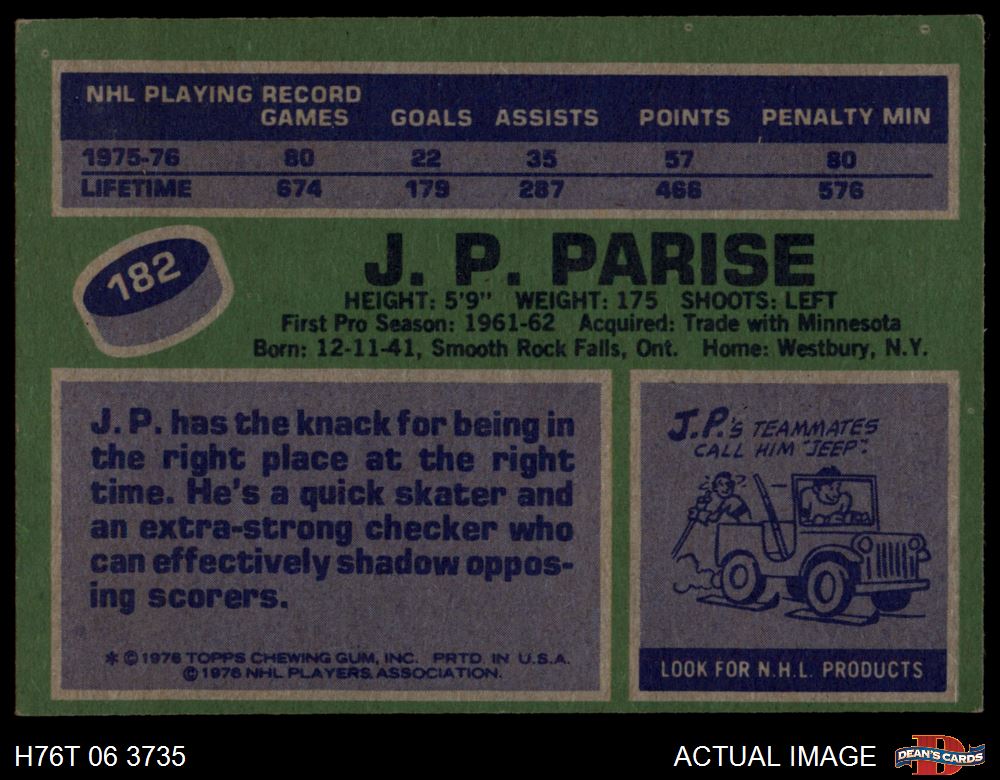 NHL PLAYING RECORD
GAMES GOALS ASSISTS POINTS PENALTY MIN
1975-76 80 22 35 57 80
LIFETIME 674 179 287 466 576
182
J. P. PARISE
HEIGHT: 5'9" WEIGHT: 175 SHOOTS: LEFT
First Pro Season: 1961-62 Acquired: Trade with Minnesota
Born: 12-11-41, Smooth Rock Falls, Ont. Home: Westbury, N.Y.
J. P. has the knack for being in
the right place at the right
time. He's a quick skater and
an extra-strong checker who
can effectively shadow oppos-
ing scorers.
* © 1976 TOPPS CHEWING GUM, INC. PRTD. IN U.S.A.
© 1976 NHL PLAYERS ASSOCIATION.
J.P.'s TEAMMATES
CALL HIM "JEEP".
LOOK FOR N.H.L. PRODUCTS
H76T 06 3735
ACTUAL IMAGE
D
DEAN'S CARDS